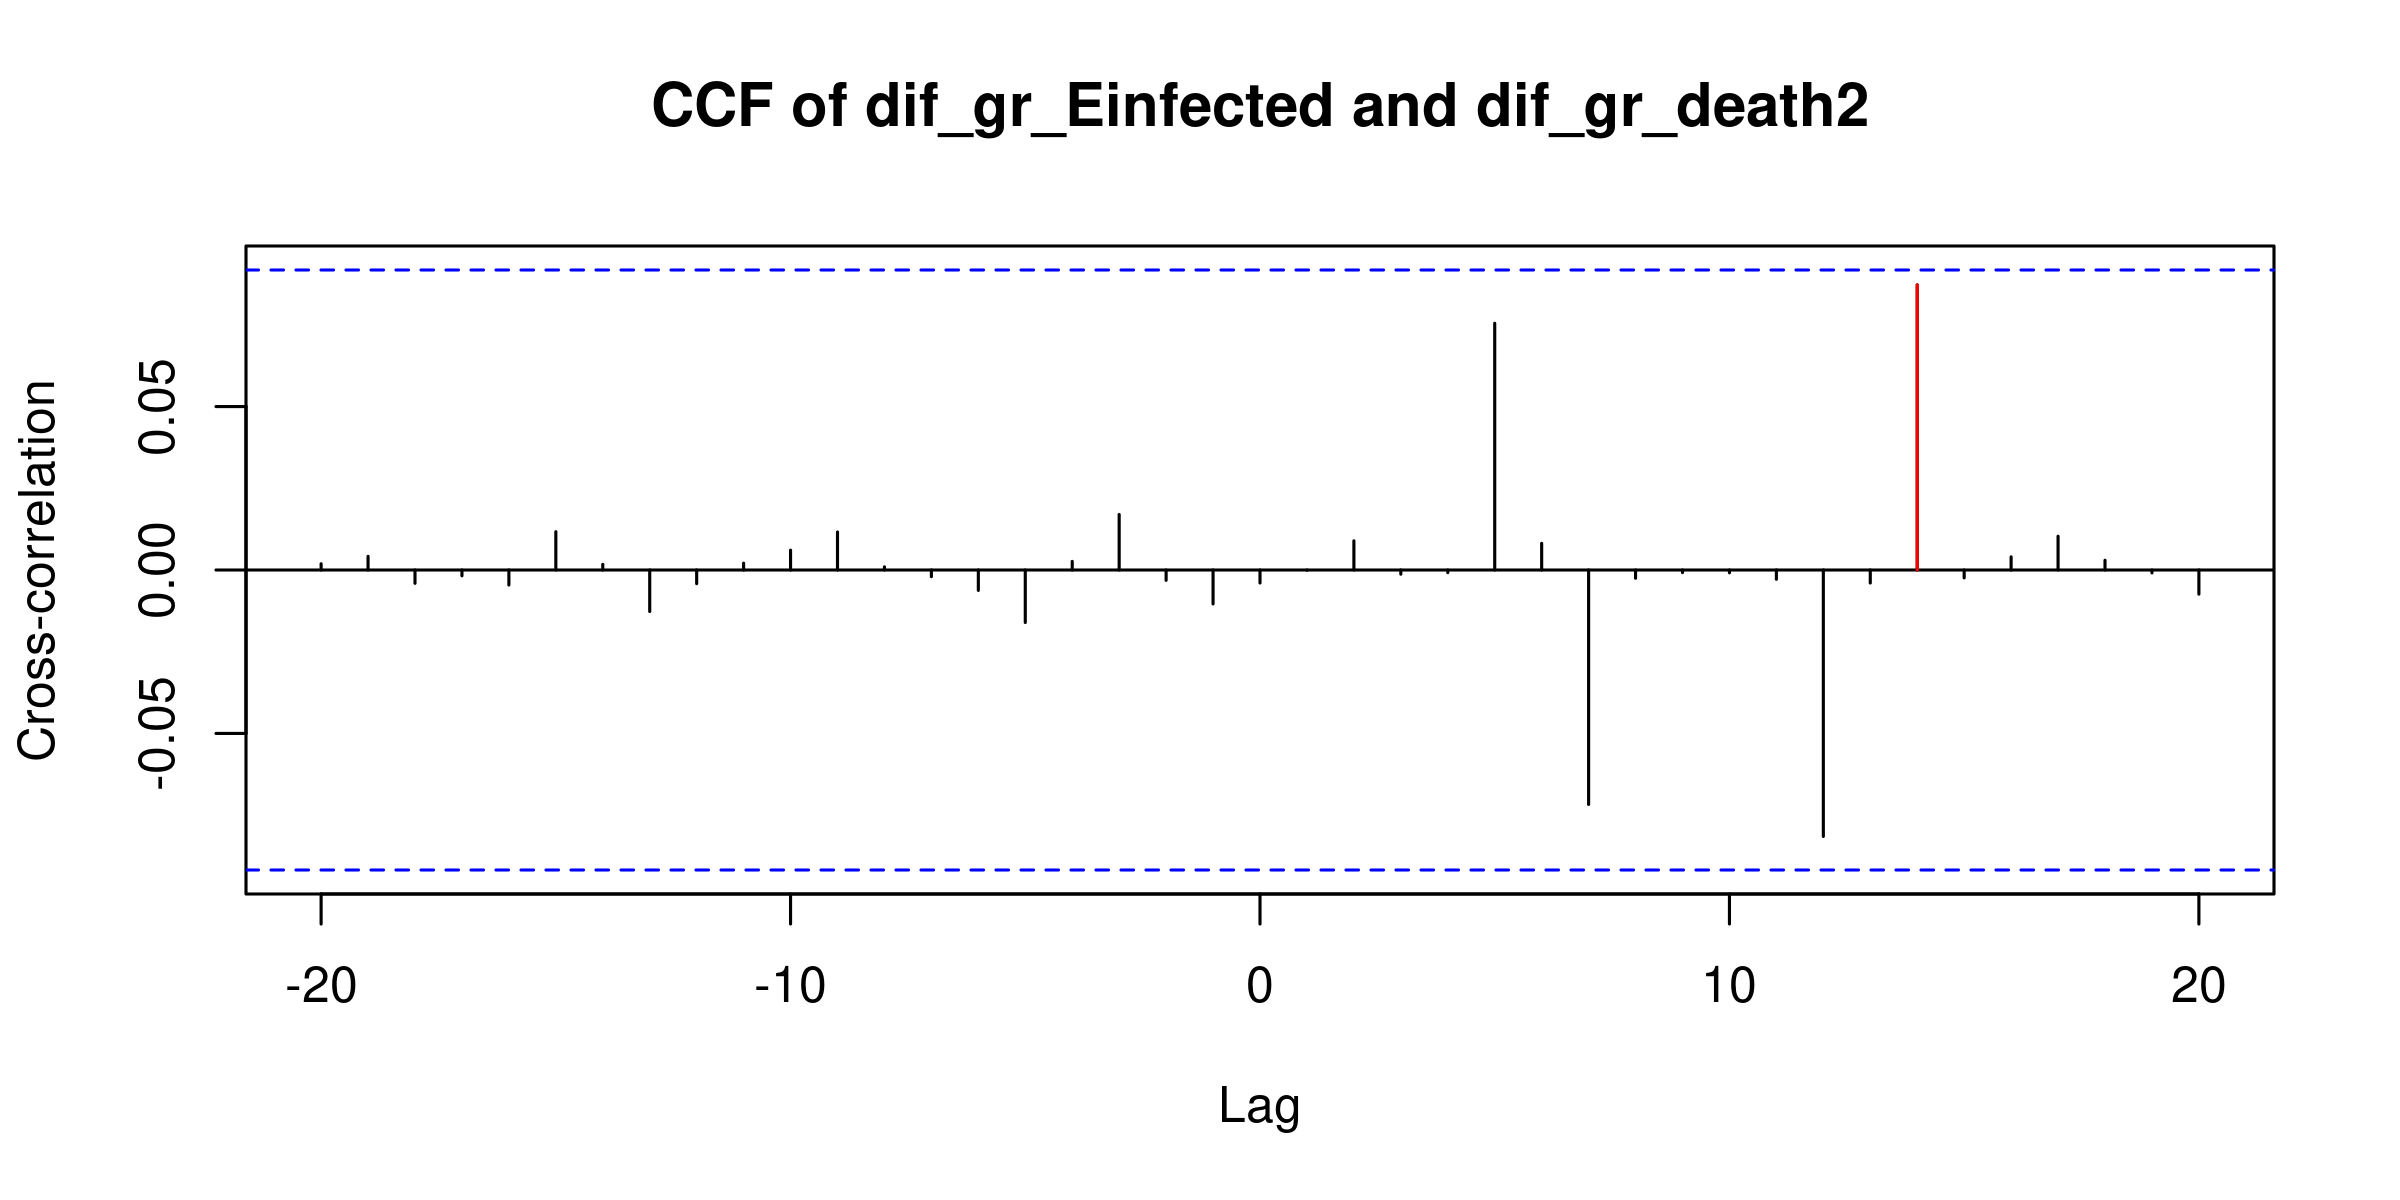 CCF of dif_gr_Einfected and dif_gr_death2
Cross-correlation
0.05
0.00
-0.05
-20 -10 0 10 20
Lag